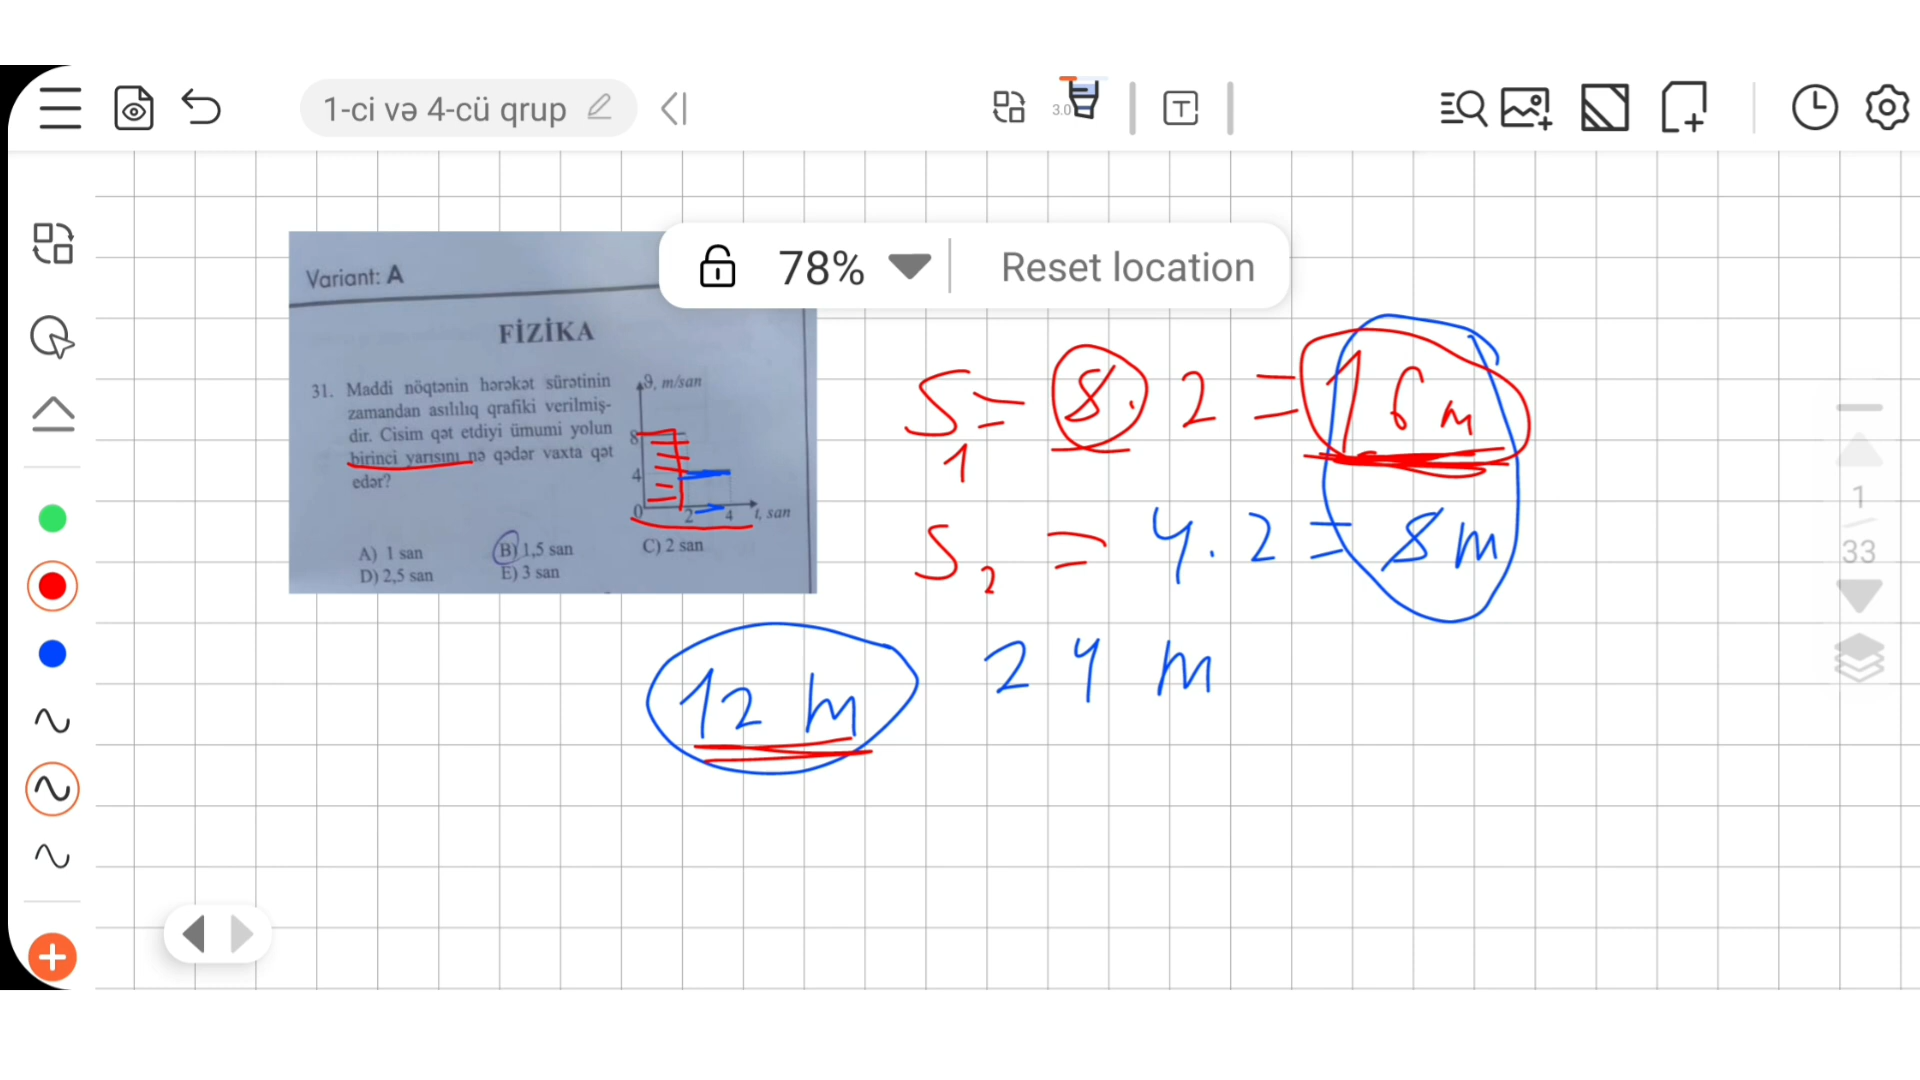 1-ci və 4-cü qrup
3.0
T
78%
Reset location
Variant: A
FİZİKA
31. Maddi nöqtənin hərəkət sürətinin
zamandan asılılıq qrafiki verilmiş-
dir. Cisim qət etdiyi ümumi yolun
birinci yarısını nə qədər vaxta qət
edər?
ϑ, m/san
8
4
0
2
4
t, san
A) 1 san
B) 1,5 san
C) 2 san
D) 2,5 san
E) 3 san
S₁ = 8 · 2 = 16 m
S₂ = 4 · 2 = 8 m
24 m
12 m
1
33